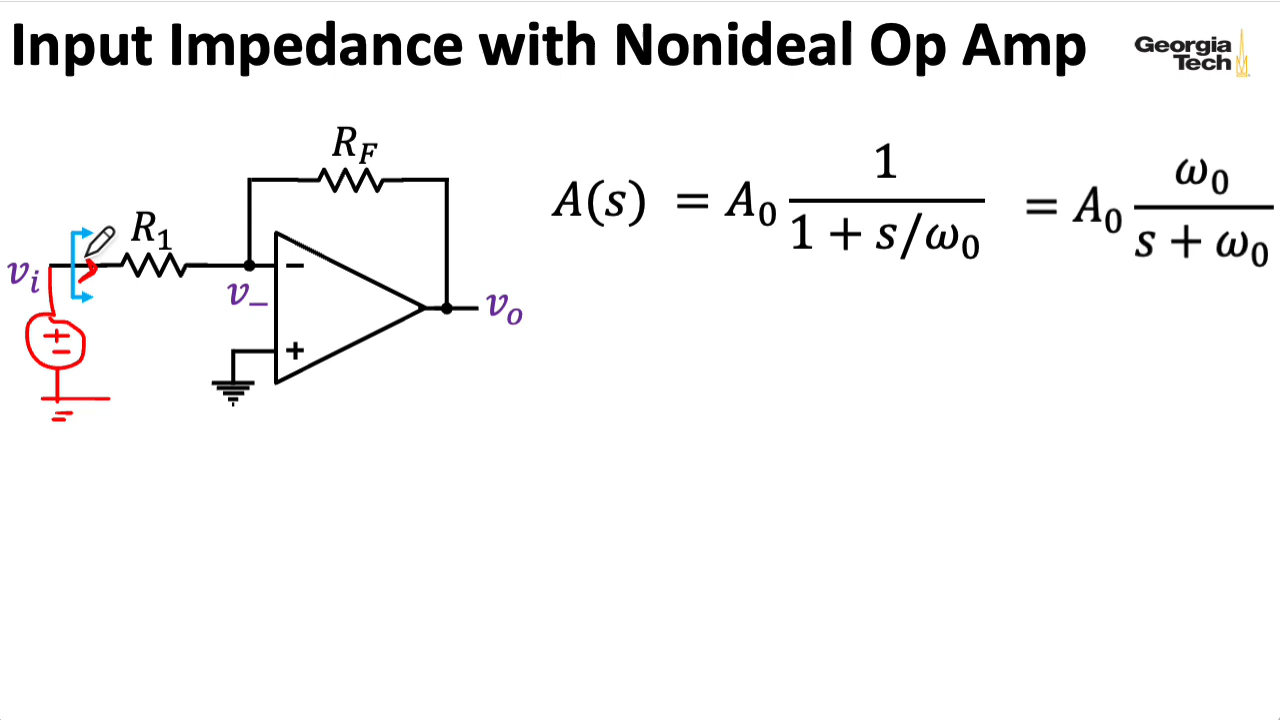 Input Impedance with Nonideal Op Amp
Georgia
Tech
R_F
R_1
v_i
v_−
v_o
−
+
+
−
A(s) = A_0 1/(1 + s/ω_0) = A_0 ω_0/(s + ω_0)